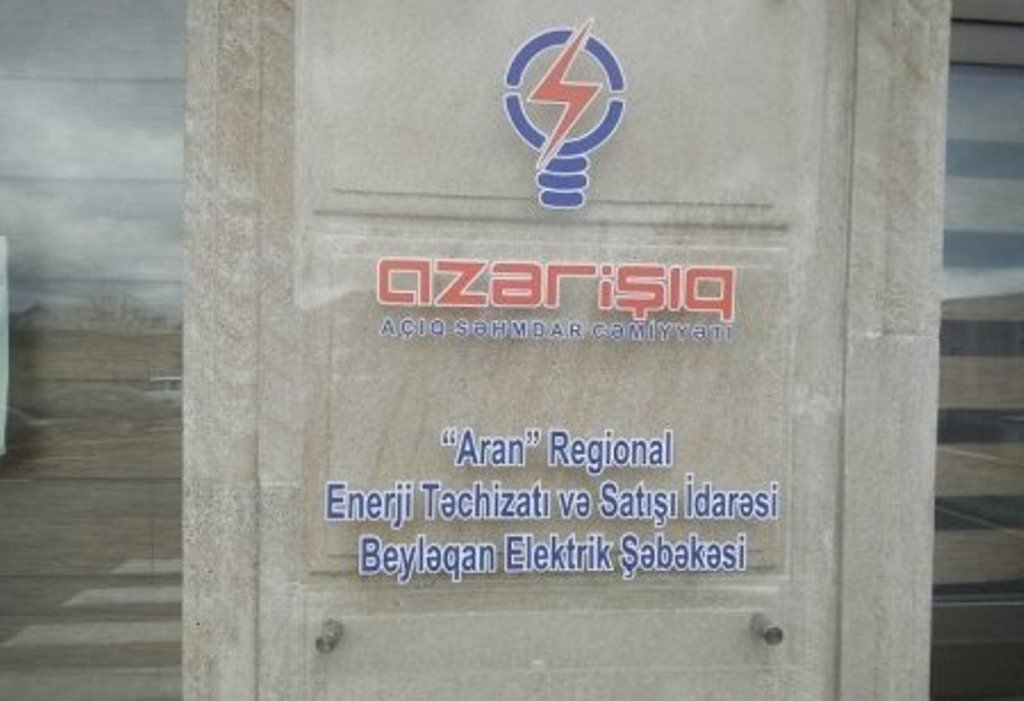 azərişıq
AÇIQ SƏHMDAR CƏMİYYƏTİ
“Aran” Regional
Enerji Təchizatı və Satışı İdarəsi
Beyləqan Elektrik Şəbəkəsi